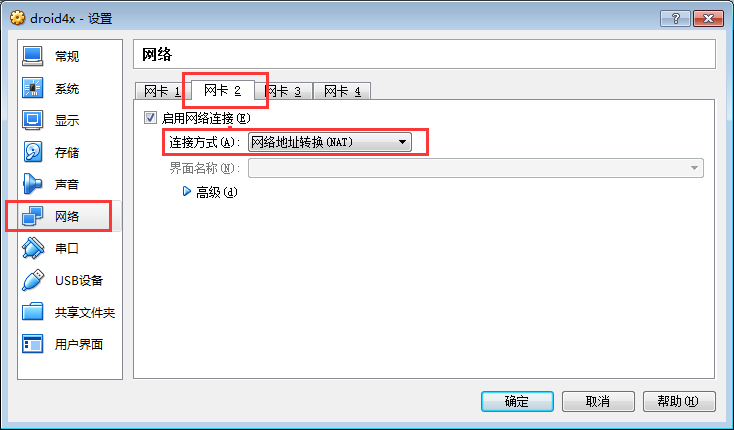 droid4x - 设置
?
常规
系统
显示
存储
声音
网络
串口
USB设备
共享文件夹
用户界面
网络
网卡 1 网卡 2 网卡 3 网卡 4
启用网络连接(E)
连接方式(A): 网络地址转换(NAT)
界面名称(N):
高级(d)
确定 取消 帮助(H)